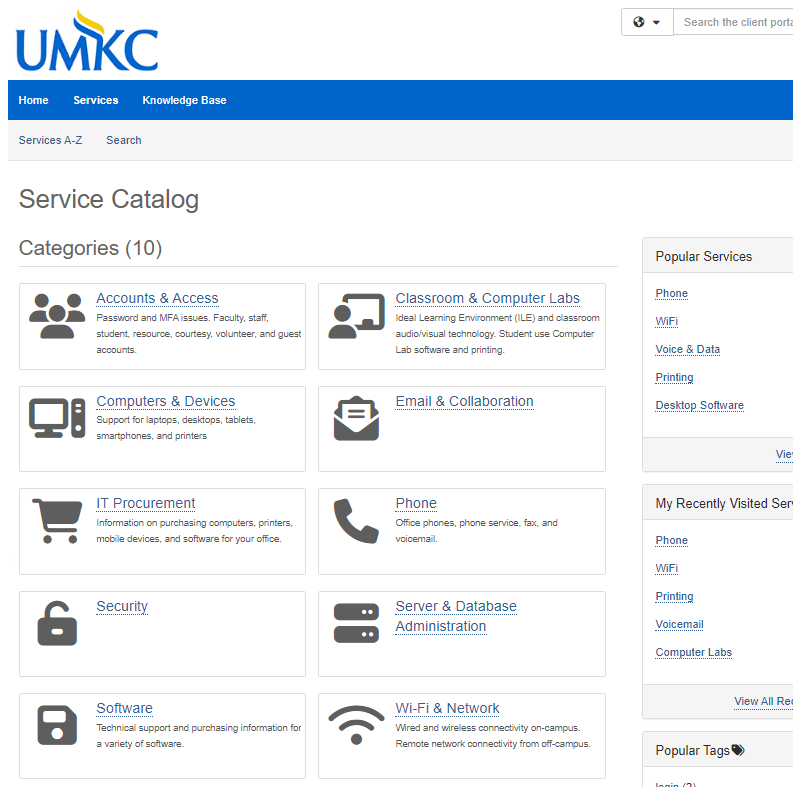 UMKC
Search the client porta
Home Services Knowledge Base
Services A-Z Search
Service Catalog
Categories (10)
Accounts & Access
Password and MFA issues. Faculty, staff,
student, resource, courtesy, volunteer, and guest
accounts.
Classroom & Computer Labs
Ideal Learning Environment (ILE) and classroom
audio/visual technology. Student use Computer
Lab software and printing.
Computers & Devices
Support for laptops, desktops, tablets,
smartphones, and printers
Email & Collaboration
IT Procurement
Information on purchasing computers, printers,
mobile devices, and software for your office.
Phone
Office phones, phone service, fax, and
voicemail.
Security
Server & Database
Administration
Software
Technical support and purchasing information for
a variety of software.
Wi-Fi & Network
Wired and wireless connectivity on-campus.
Remote network connectivity from off-campus.
Popular Services
Phone
WiFi
Voice & Data
Printing
Desktop Software
View
My Recently Visited Serv
Phone
WiFi
Printing
Voicemail
Computer Labs
View All Rec
Popular Tags
login (2)